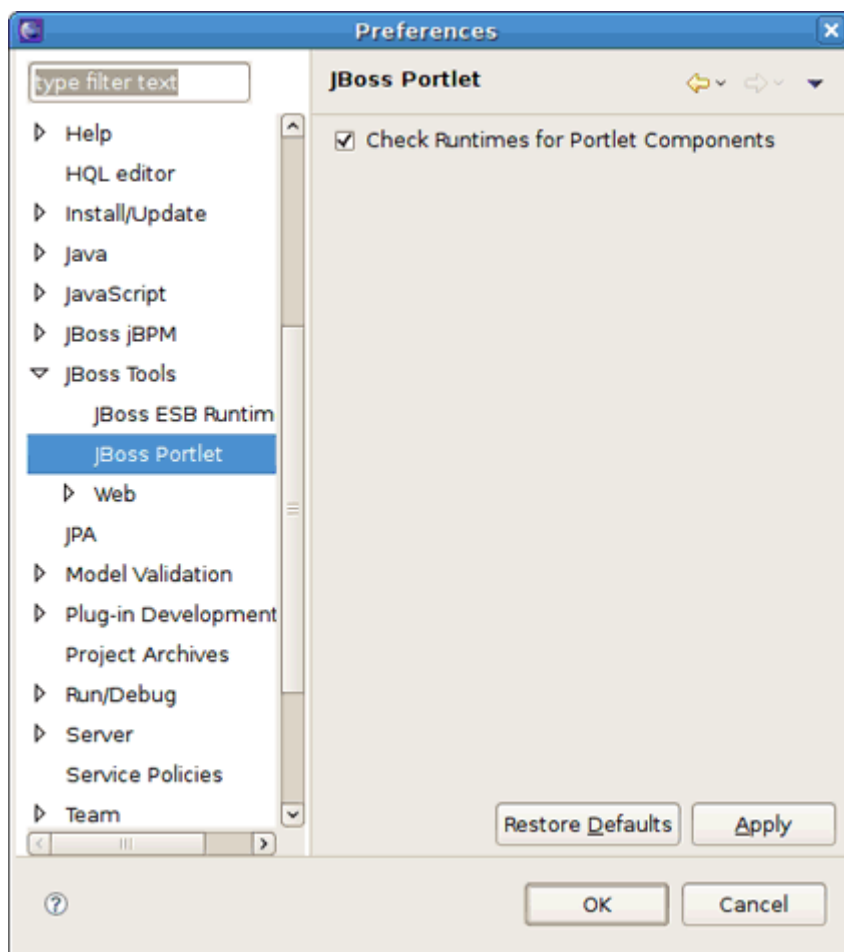 Preferences
type filter text
JBoss Portlet
Check Runtimes for Portlet Components
Help
HQL editor
Install/Update
Java
JavaScript
JBoss jBPM
JBoss Tools
JBoss ESB Runtim
JBoss Portlet
Web
JPA
Model Validation
Plug-in Development
Project Archives
Run/Debug
Server
Service Policies
Team
Restore Defaults
Apply
OK
Cancel